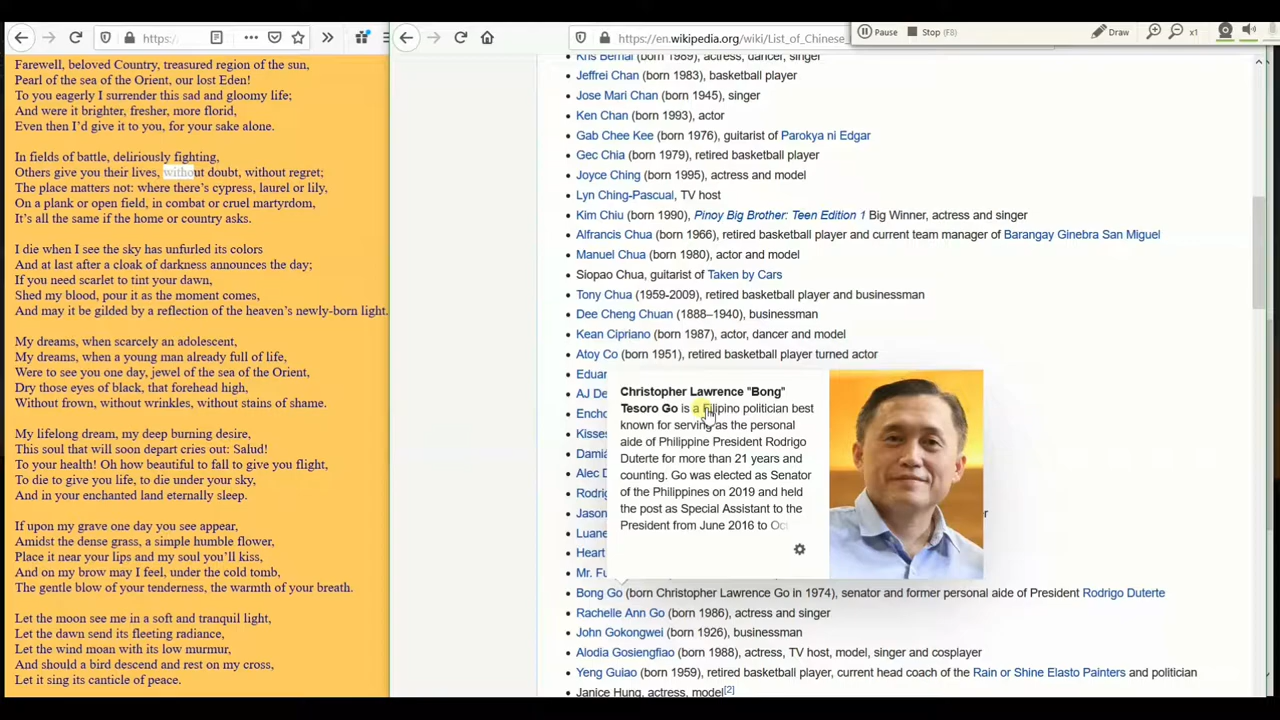 https://
https://en.wikipedia.org/wiki/List_of_Chinese_
Pause
Stop (F8)
Draw
x1
Farewell, beloved Country, treasured region of the sun,
Pearl of the sea of the Orient, our lost Eden!
To you eagerly I surrender this sad and gloomy life;
And were it brighter, fresher, more florid,
Even then I’d give it to you, for your sake alone.
In fields of battle, deliriously fighting,
Others give you their lives, without doubt, without regret;
The place matters not: where there’s cypress, laurel or lily,
On a plank or open field, in combat or cruel martyrdom,
It’s all the same if the home or country asks.
I die when I see the sky has unfurled its colors
And at last after a cloak of darkness announces the day;
If you need scarlet to tint your dawn,
Shed my blood, pour it as the moment comes,
And may it be gilded by a reflection of the heaven’s newly-born light.
My dreams, when scarcely an adolescent,
My dreams, when a young man already full of life,
Were to see you one day, jewel of the sea of the Orient,
Dry those eyes of black, that forehead high,
Without frown, without wrinkles, without stains of shame.
My lifelong dream, my deep burning desire,
This soul that will soon depart cries out: Salud!
To your health! Oh how beautiful to fall to give you flight,
To die to give you life, to die under your sky,
And in your enchanted land eternally sleep.
If upon my grave one day you see appear,
Amidst the dense grass, a simple humble flower,
Place it near your lips and my soul you’ll kiss,
And on my brow may I feel, under the cold tomb,
The gentle blow of your tenderness, the warmth of your breath.
Let the moon see me in a soft and tranquil light,
Let the dawn send its fleeting radiance,
Let the wind moan with its low murmur,
And should a bird descend and rest on my cross,
Let it sing its canticle of peace.
Kris Bernal (born 1989), actress, dancer, singer
Jeffrei Chan (born 1983), basketball player
Jose Mari Chan (born 1945), singer
Ken Chan (born 1993), actor
Gab Chee Kee (born 1976), guitarist of Parokya ni Edgar
Gec Chia (born 1979), retired basketball player
Joyce Ching (born 1995), actress and model
Lyn Ching-Pascual, TV host
Kim Chiu (born 1990), Pinoy Big Brother: Teen Edition 1 Big Winner, actress and singer
Alfrancis Chua (born 1966), retired basketball player and current team manager of Barangay Ginebra San Miguel
Manuel Chua (born 1980), actor and model
Siopao Chua, guitarist of Taken by Cars
Tony Chua (1959-2009), retired basketball player and businessman
Dee Cheng Chuan (1888–1940), businessman
Kean Cipriano (born 1987), actor, dancer and model
Atoy Co (born 1951), retired basketball player turned actor
Eduar
AJ De
Encho
Kisses
Damia
Alec D
Rodrig
Jason
Luane
Heart
Mr. Fu
Christopher Lawrence "Bong"
Tesoro Go is a Filipino politician best
known for serving as the personal
aide of Philippine President Rodrigo
Duterte for more than 21 years and
counting. Go was elected as Senator
of the Philippines on 2019 and held
the post as Special Assistant to the
President from June 2016 to Oc
Bong Go (born Christopher Lawrence Go in 1974), senator and former personal aide of President Rodrigo Duterte
Rachelle Ann Go (born 1986), actress and singer
John Gokongwei (born 1926), businessman
Alodia Gosiengfiao (born 1988), actress, TV host, model, singer and cosplayer
Yeng Guiao (born 1959), retired basketball player, current head coach of the Rain or Shine Elasto Painters and politician
Janice Hung, actress, model[2]